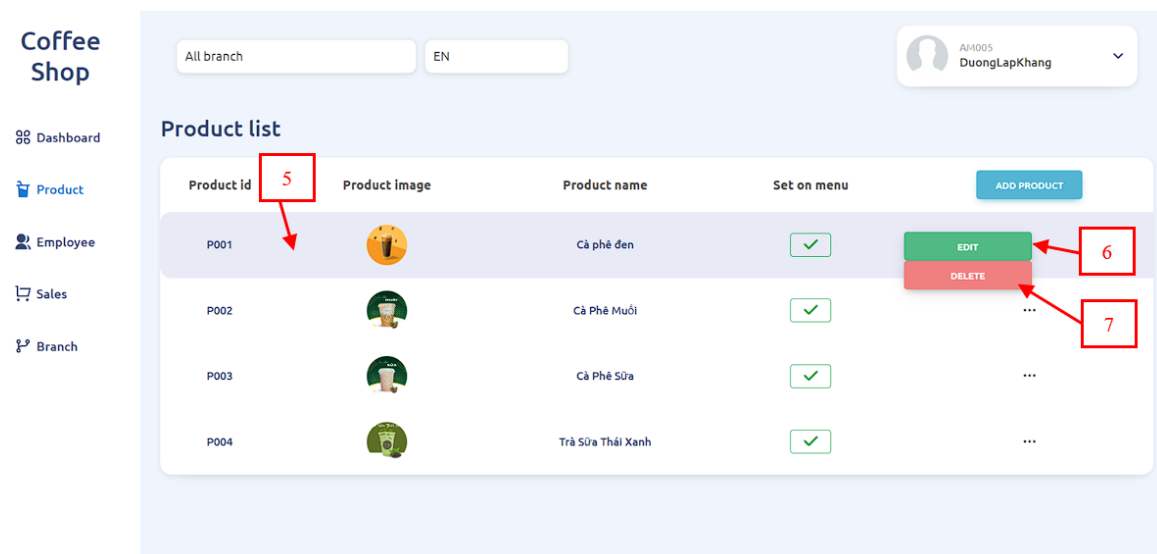 Coffee
Shop
All branch
EN
AM005
DuongLapKhang
Dashboard
Product
Employee
Sales
Branch
Product list
Product id
5
Product image
Product name
Set on menu
ADD PRODUCT
P001
Cà phê đen
EDIT
6
DELETE
P002
Cà Phê Muối
...
7
P003
Cà Phê Sữa
...
P004
Trà Sữa Thái Xanh
...